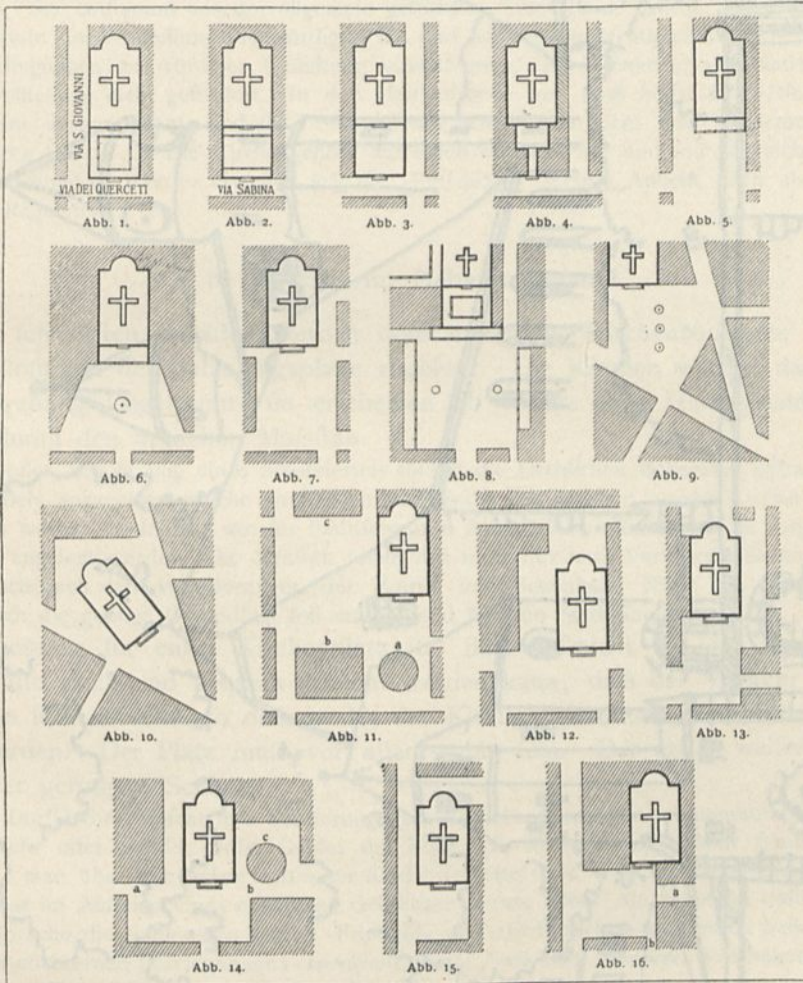 VIA S. GIOVANNI
VIA DEI QUERCETI
VIA SABINA
Abb. 1.
Abb. 2.
Abb. 3.
Abb. 4.
Abb. 5.
Abb. 6.
Abb. 7.
Abb. 8.
Abb. 9.
c
b
a
Abb. 10.
Abb. 11.
Abb. 12.
Abb. 13.
c
a
b
a
b
Abb. 14.
Abb. 15.
Abb. 16.